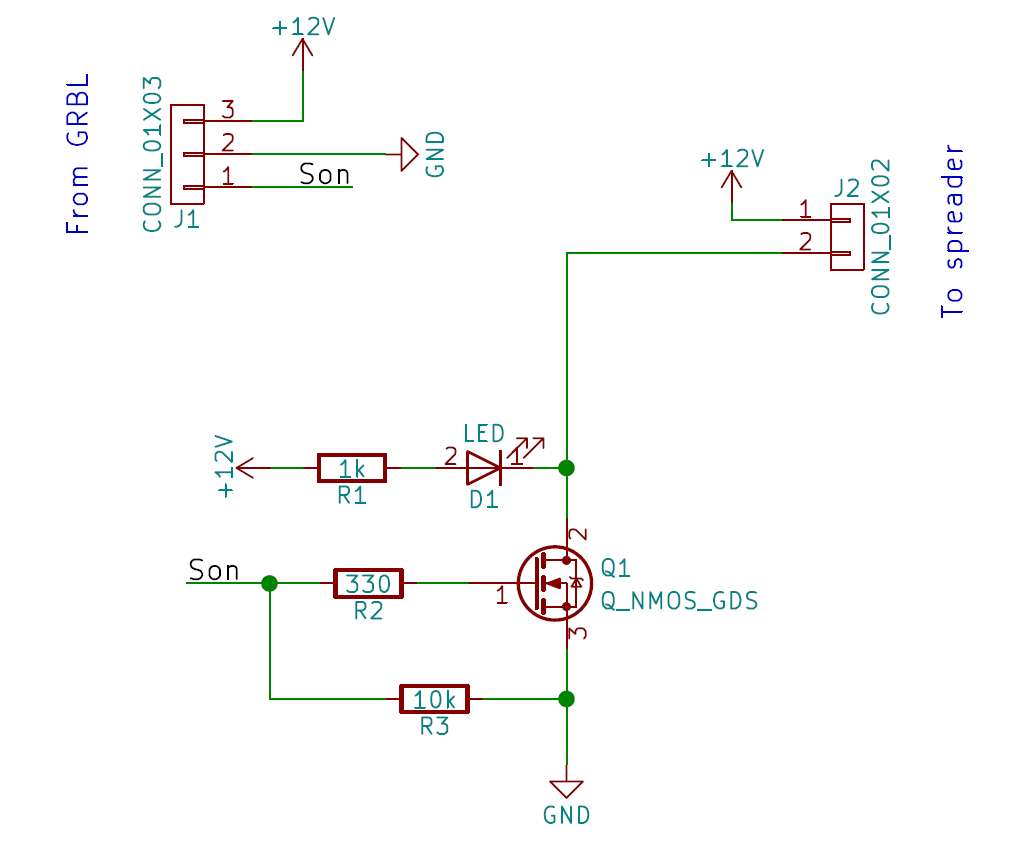 +12V
From GRBL
CONN_01X03
3
2
1
J1
GND
Son
+12V
J2
1
2
CONN_01X02
To spreader
+12V
1k
R1
LED
2
1
D1
2
Son
330
R2
1
Q1
Q_NMOS_GDS
3
10k
R3
GND